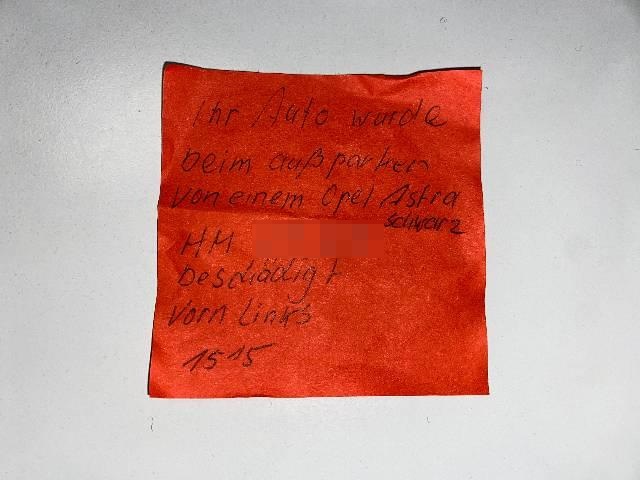 Ihr Auto wurde
beim außparken
von einem Opel Astra
schwarz
HM
beschädigt
vorn Links
1515